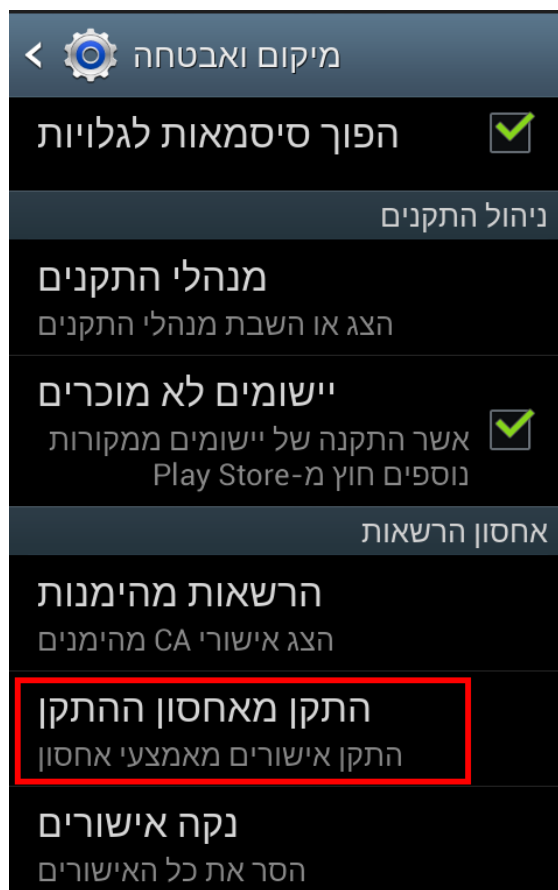 מיקום ואבטחה
הפוך סיסמאות לגלויות
ניהול התקנים
מנהלי התקנים
הצג או השבת מנהלי התקנים
יישומים לא מוכרים
אשר התקנה של יישומים ממקורות
נוספים חוץ מ-Play Store
אחסון הרשאות
הרשאות מהימנות
הצג אישורי CA מהימנים
התקן מאחסון ההתקן
התקן אישורים מאמצעי אחסון
נקה אישורים
הסר את כל האישורים